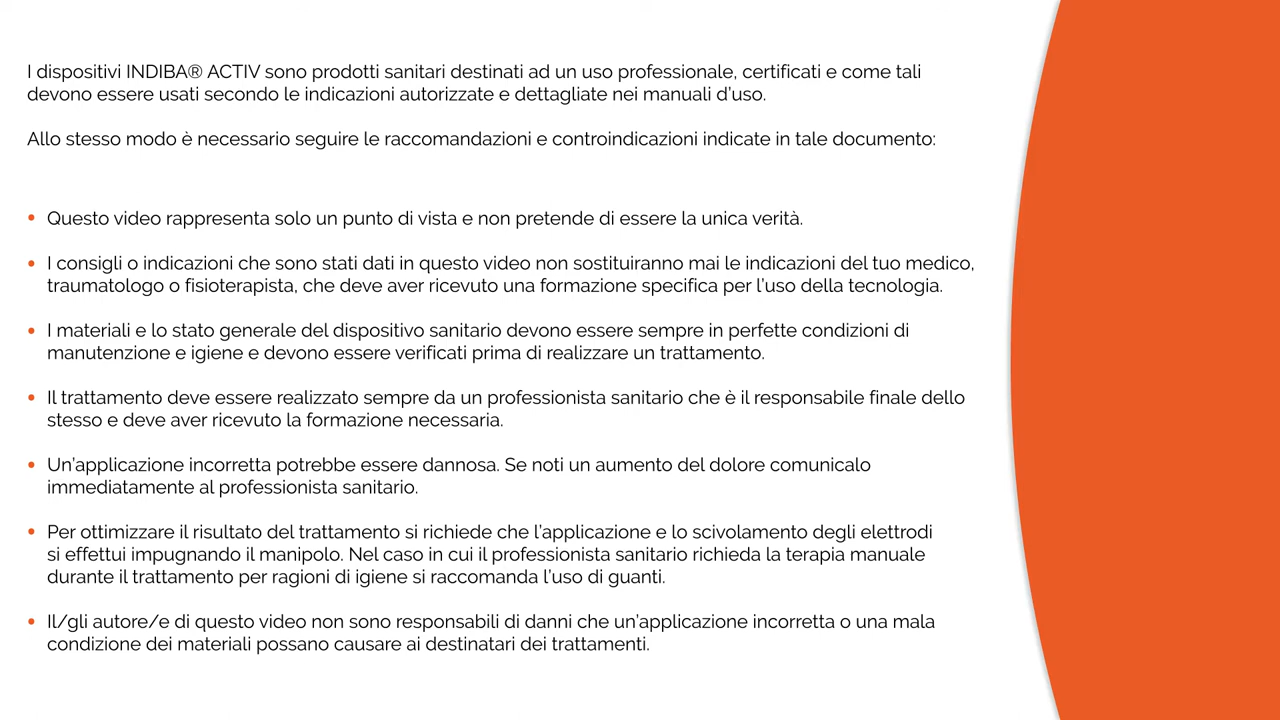 I dispositivi INDIBA® ACTIV sono prodotti sanitari destinati ad un uso professionale, certificati e come tali
devono essere usati secondo le indicazioni autorizzate e dettagliate nei manuali d'uso.
Allo stesso modo è necessario seguire le raccomandazioni e controindicazioni indicate in tale documento:
• Questo video rappresenta solo un punto di vista e non pretende di essere la unica verità.
• I consigli o indicazioni che sono stati dati in questo video non sostituiranno mai le indicazioni del tuo medico,
traumatologo o fisioterapista, che deve aver ricevuto una formazione specifica per l'uso della tecnologia.
• I materiali e lo stato generale del dispositivo sanitario devono essere sempre in perfette condizioni di
manutenzione e igiene e devono essere verificati prima di realizzare un trattamento.
• Il trattamento deve essere realizzato sempre da un professionista sanitario che è il responsabile finale dello
stesso e deve aver ricevuto la formazione necessaria.
• Un'applicazione incorretta potrebbe essere dannosa. Se noti un aumento del dolore comunicalo
immediatamente al professionista sanitario.
• Per ottimizzare il risultato del trattamento si richiede che l'applicazione e lo scivolamento degli elettrodi
si effettui impugnando il manipolo. Nel caso in cui il professionista sanitario richieda la terapia manuale
durante il trattamento per ragioni di igiene si raccomanda l'uso di guanti.
• Il/gli autore/e di questo video non sono responsabili di danni che un'applicazione incorretta o una mala
condizione dei materiali possano causare ai destinatari dei trattamenti.